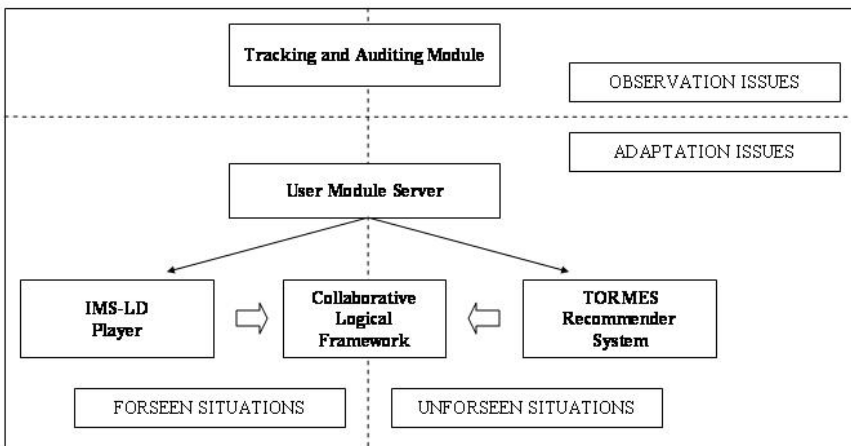 Tracking and Auditing Module
OBSERVATION ISSUES
ADAPTATION ISSUES
User Module Server
IMS-LD
Player
Collaborative
Logical
Framework
TORMES
Recommender
System
FORSEEN SITUATIONS
UNFORSEEN SITUATIONS